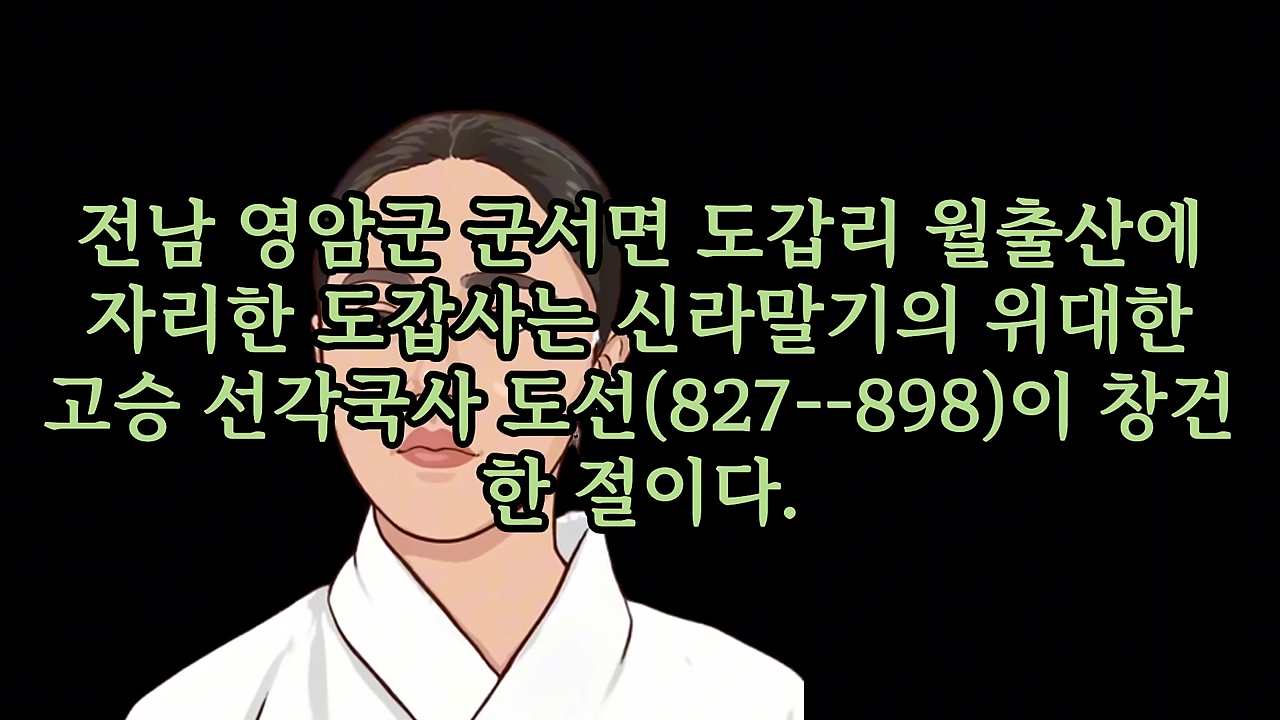 전남 영암군 군서면 도갑리 월출산에
자리한 도갑사는 신라말기의 위대한
고승 선각국사 도선(827--898)이 창건
한 절이다.